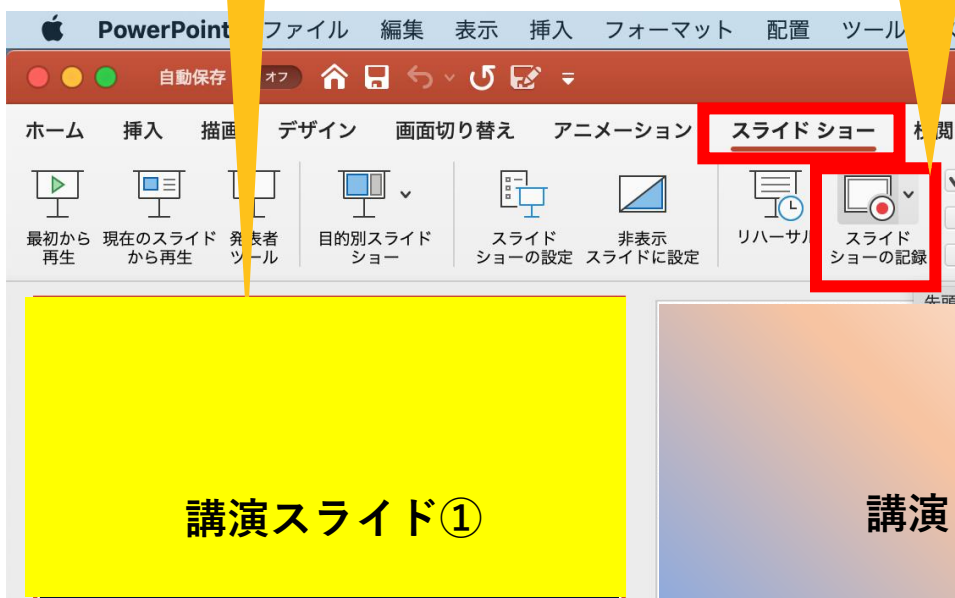 PowerPoint ファイル 編集 表示 挿入 フォーマット 配置 ツール
自動保存 オフ
ホーム 挿入 描画 デザイン 画面切り替え アニメーション スライド ショー 校閲
最初から
再生
現在のスライド
から再生
発表者
ツール
目的別スライド
ショー
スライド
ショーの設定
非表示
スライドに設定
リハーサル
スライド
ショーの記録
講演スライド①
講演